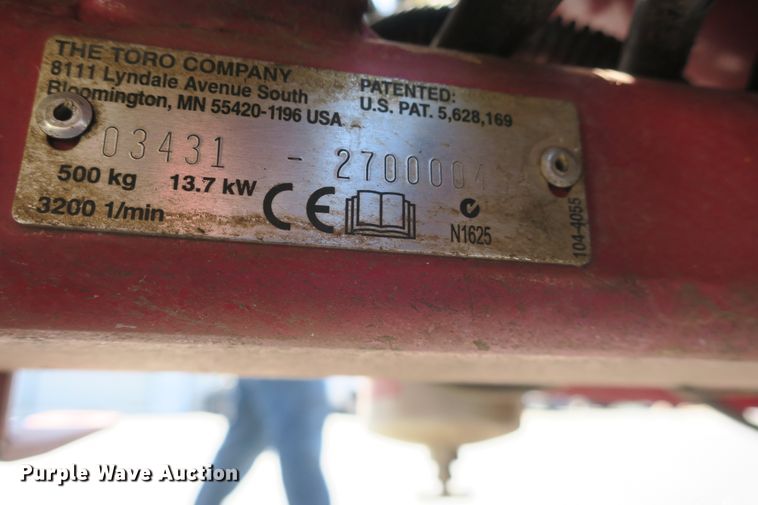 THE TORO COMPANY
8111 Lyndale Avenue South
Bloomington, MN 55420-1196 USA
PATENTED:
U.S. PAT. 5,628,169
03431 -
500 kg 13.7 kW
3200 1/min
CE
N1625
104-4055
Purple Wave Auction